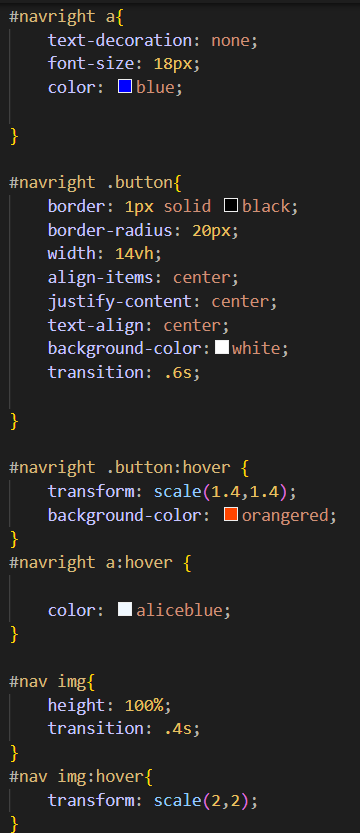 #navright a{
    text-decoration: none;
    font-size: 18px;
    color: blue;

}

#navright .button{
    border: 1px solid black;
    border-radius: 20px;
    width: 14vh;
    align-items: center;
    justify-content: center;
    text-align: center;
    background-color:white;
    transition: .6s;

}

#navright .button:hover {
    transform: scale(1.4,1.4);
    background-color: orangered;
}
#navright a:hover {

    color: aliceblue;
}

#nav img{
    height: 100%;
    transition: .4s;
}
#nav img:hover{
    transform: scale(2,2);
}